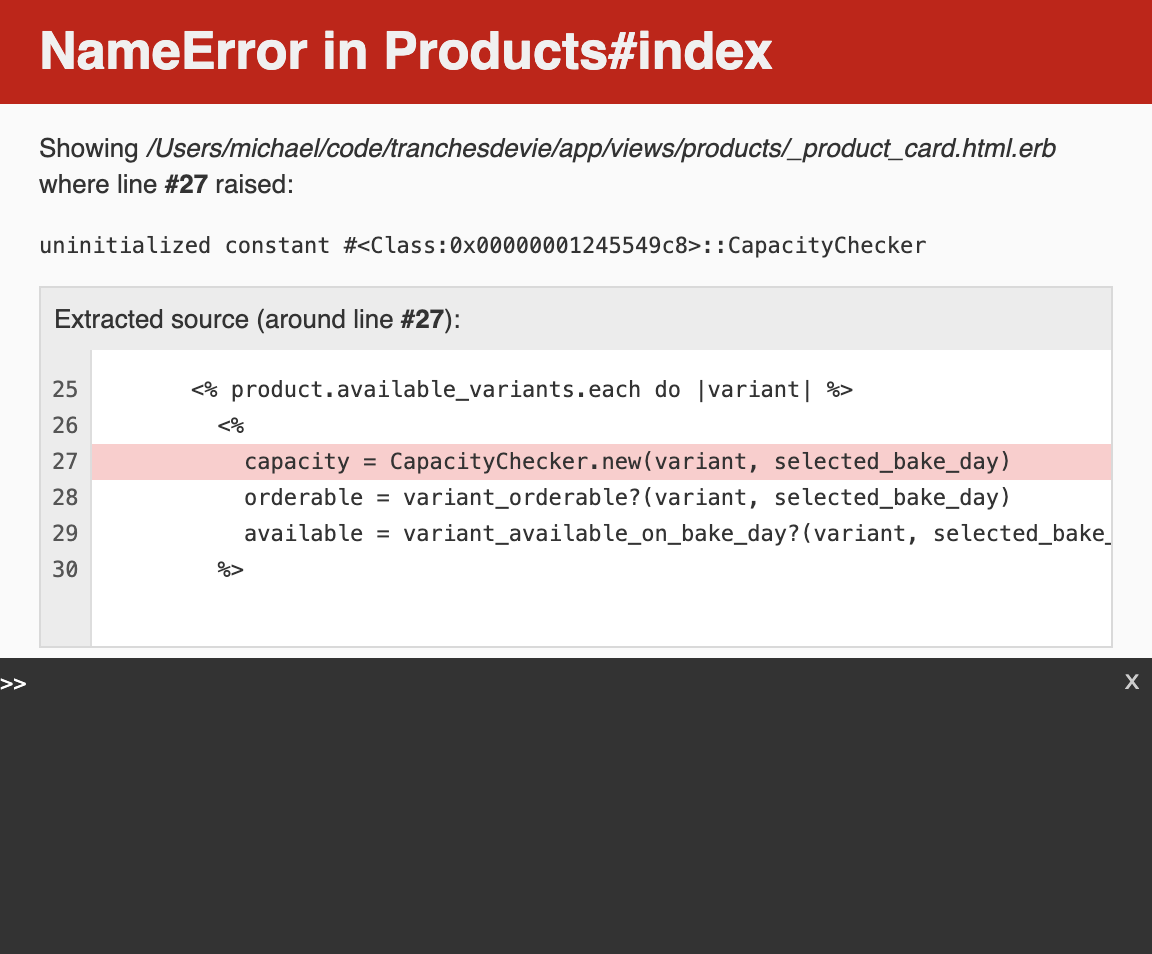 NameError in Products#index
Showing /Users/michael/code/tranchesdevie/app/views/products/_product_card.html.erb
where line #27 raised:
uninitialized constant #<Class:0x00000001245549c8>::CapacityChecker
Extracted source (around line #27):
25 <% product.available_variants.each do |variant| %>
26 <%
27 capacity = CapacityChecker.new(variant, selected_bake_day)
28 orderable = variant_orderable?(variant, selected_bake_day)
29 available = variant_available_on_bake_day?(variant, selected_bake_
30 %>
>>
x